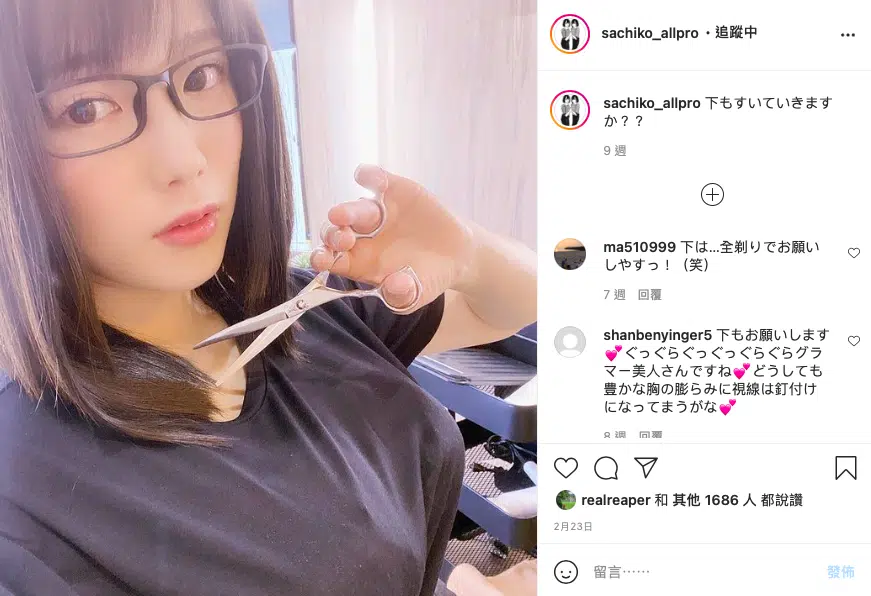 sachiko_allpro • 追蹤中
sachiko_allpro 下もすいていきます
か？？
9 週
ma510999 下は...全剃りでお願い
しやすっ！（笑）
7 週 回覆
shanbenyinger5 下もお願いします
💕ぐっぐらぐっぐっぐらぐらグラ
マー美人さんですね💕どうしても
豊かな胸の膨らみに視線は釘付け
になってまうがな💕
8 週 回覆
realreaper 和 其他 1686 人 都說讚
2月23日
留言⋯⋯ 發佈